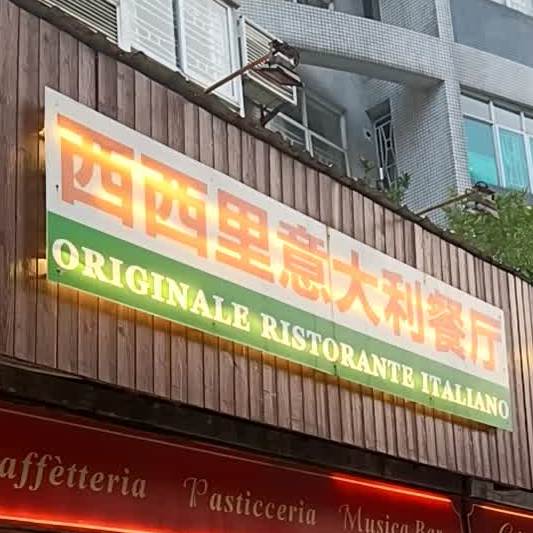 西西里意大利餐厅
ORIGINALE RISTORANTE ITALIANO
affètteria Pasticceria Musica Bar